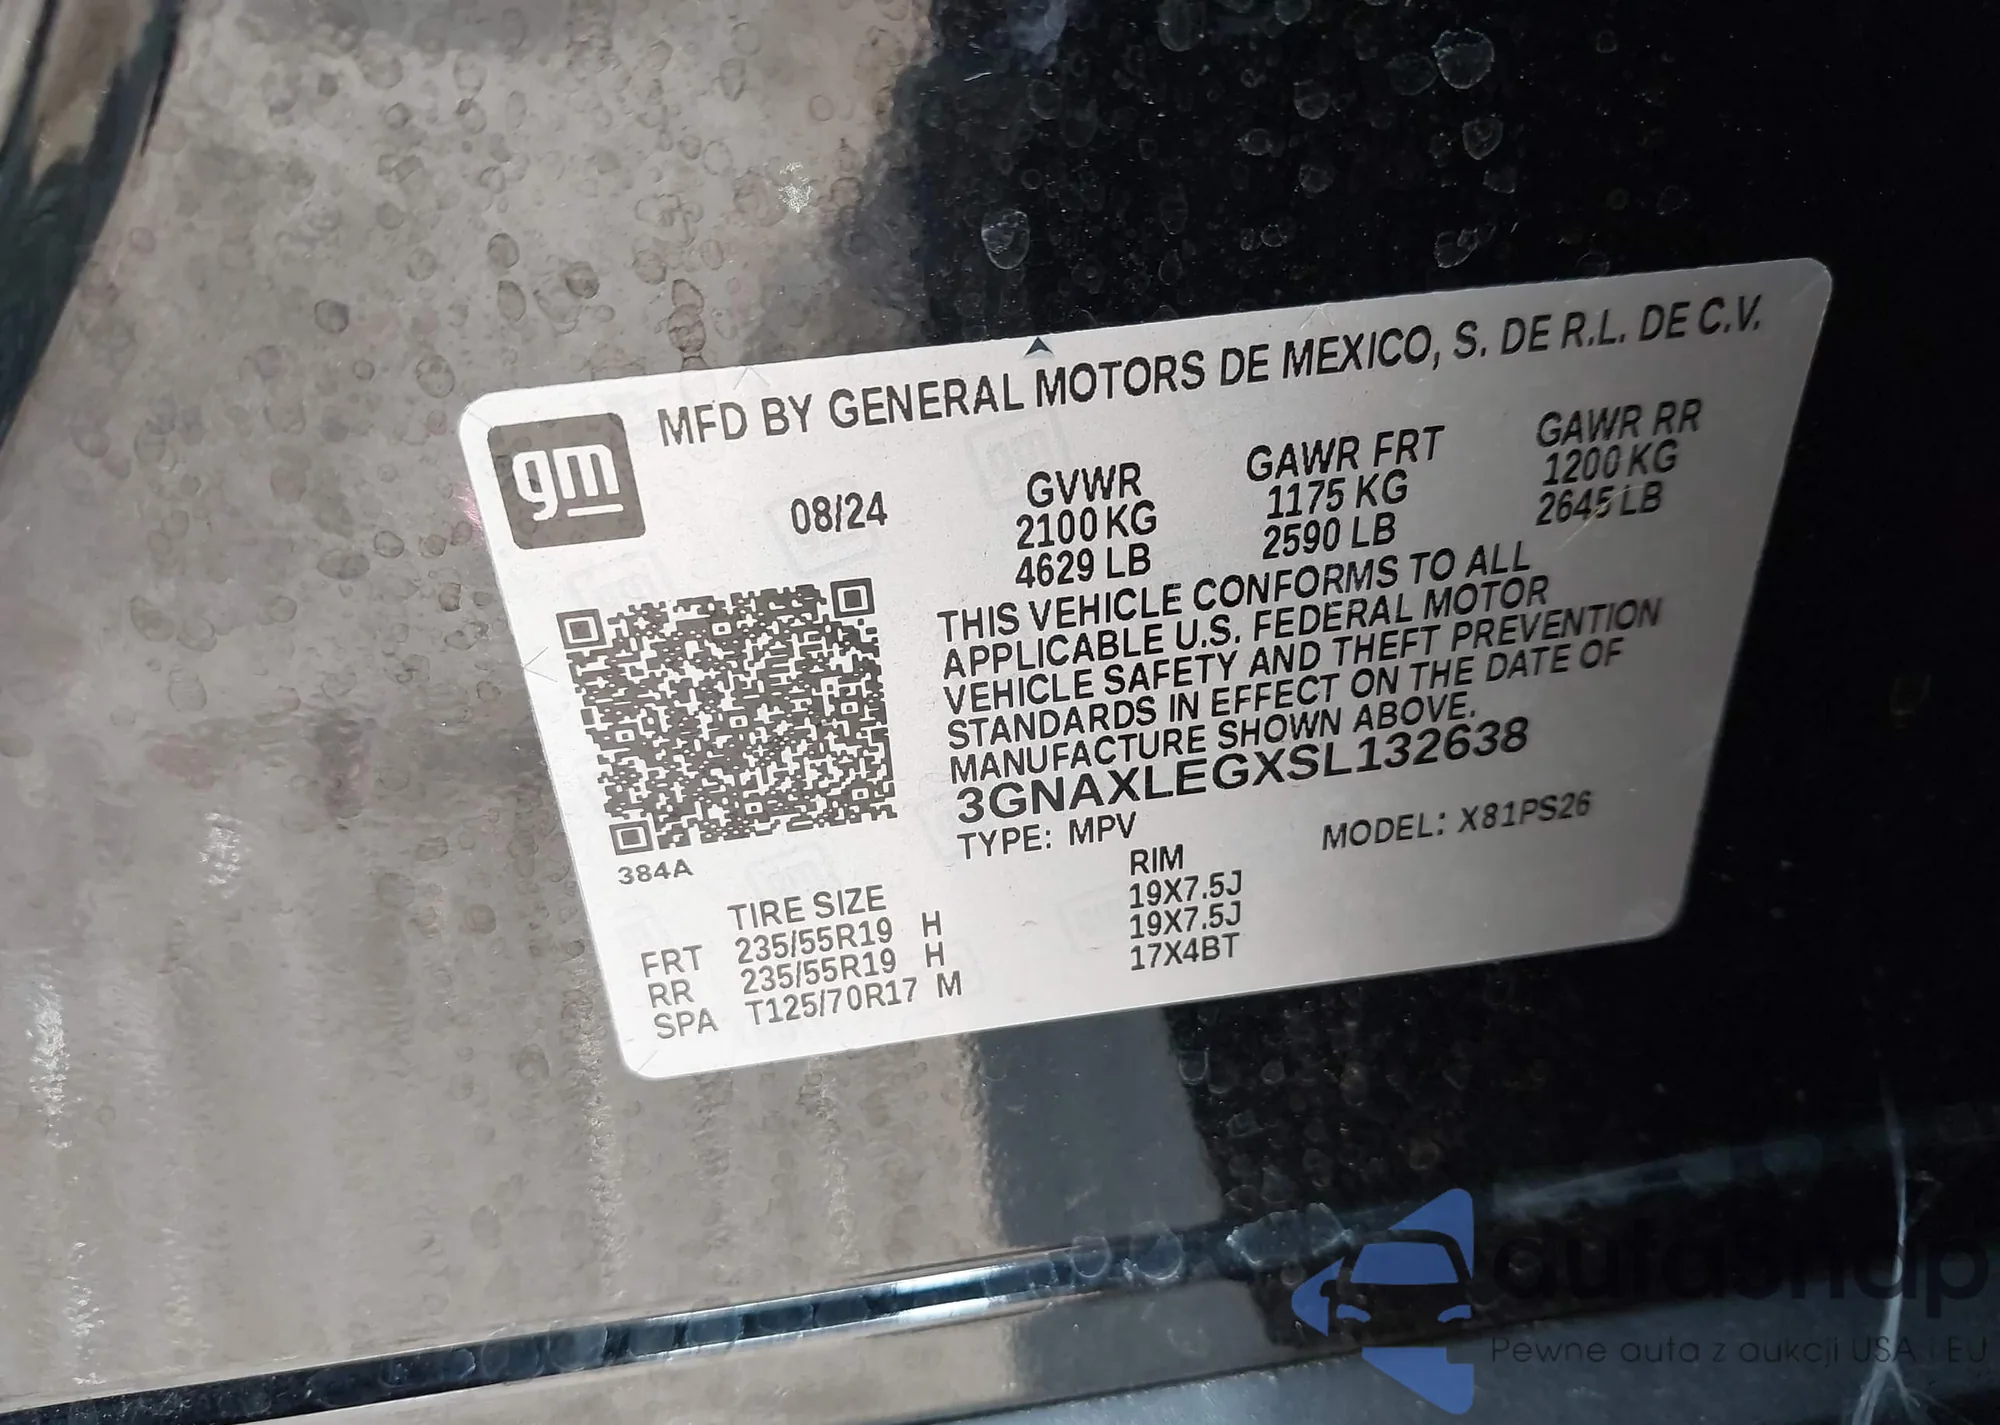 gm
MFD BY GENERAL MOTORS DE MEXICO, S. DE R.L. DE C.V.
08/24
GVWR GAWR FRT GAWR RR
2100 KG 1175 KG 1200 KG
4629 LB 2590 LB 2645 LB
THIS VEHICLE CONFORMS TO ALL
APPLICABLE U.S. FEDERAL MOTOR
VEHICLE SAFETY AND THEFT PREVENTION
STANDARDS IN EFFECT ON THE DATE OF
MANUFACTURE SHOWN ABOVE.
3GNAXLEGXSL132638
TYPE: MPV MODEL: X81PS26
384A
TIRE SIZE RIM
FRT 235/55R19 H 19X7.5J
RR 235/55R19 H 19X7.5J
SPA T125/70R17 M 17X4BT
autashup
Pewne auta z aukcji USA i EU